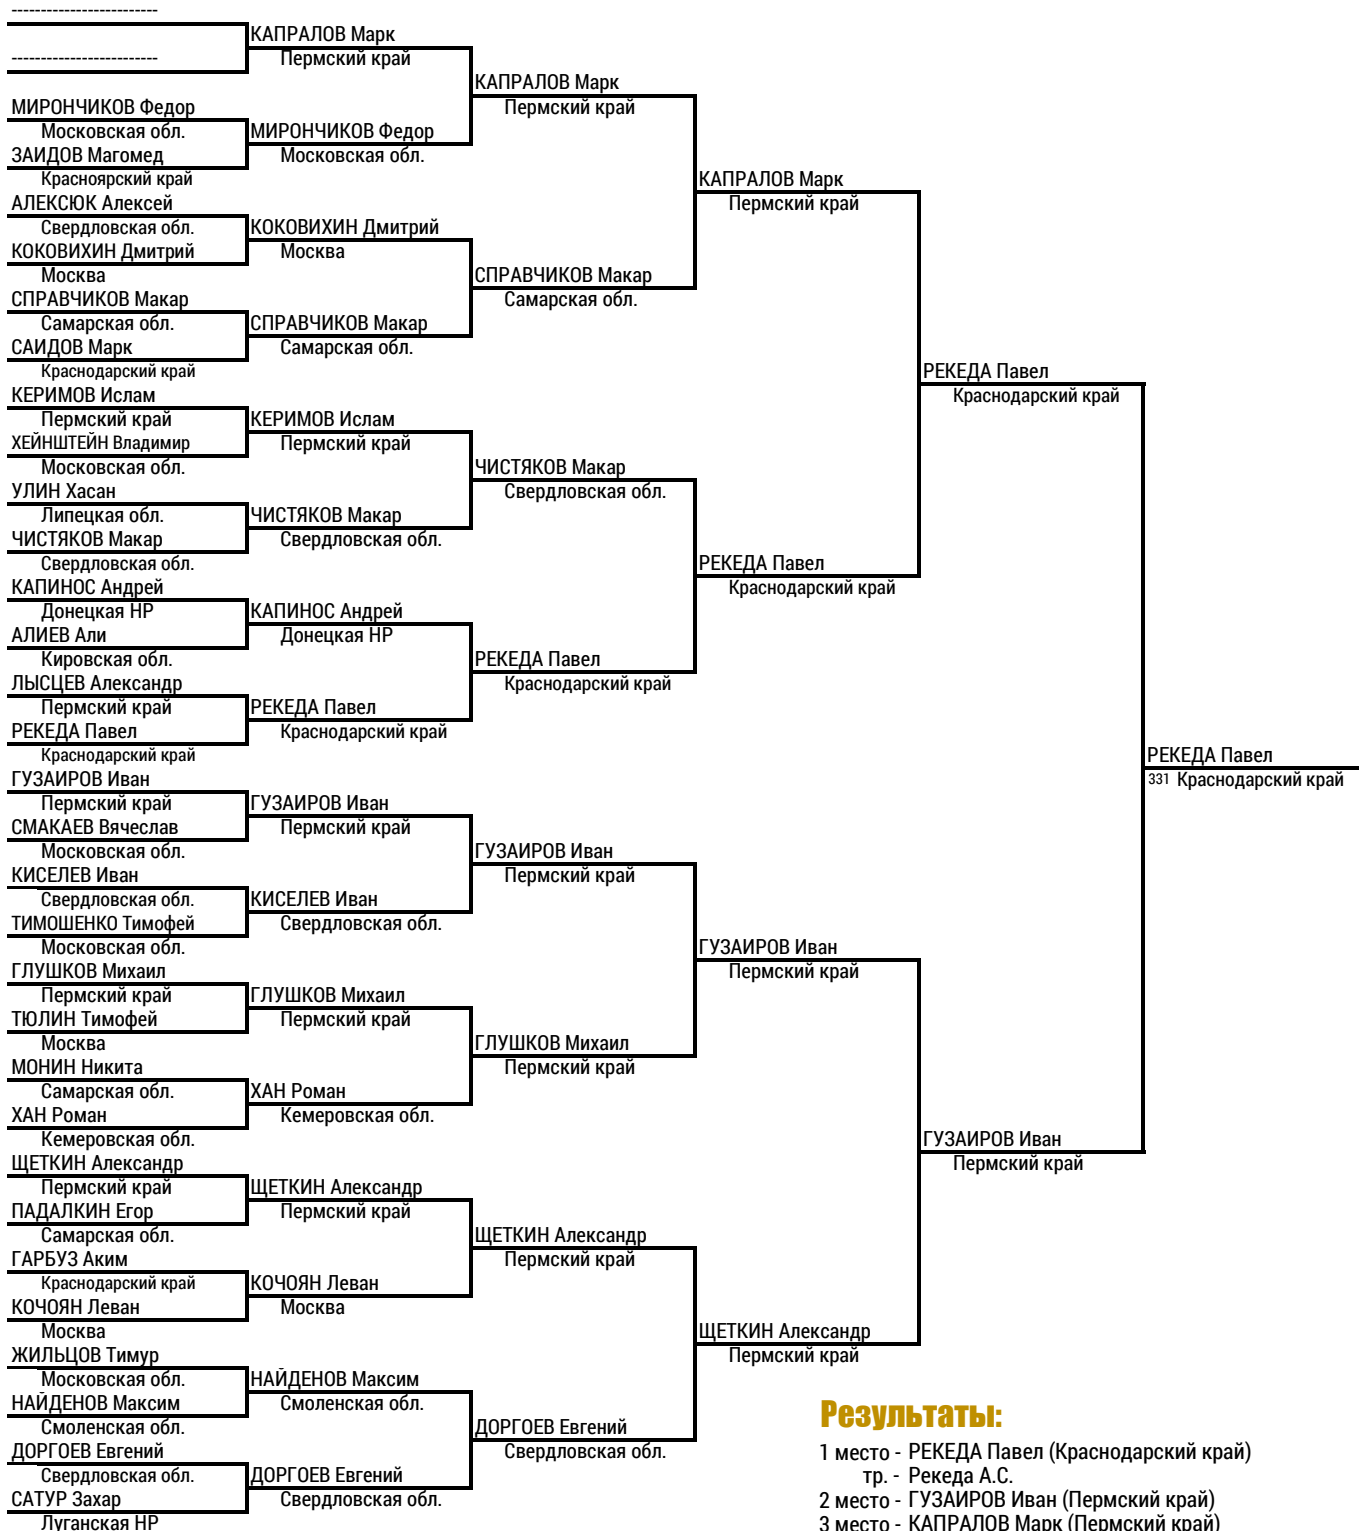 -------------------------
-------------------------
МИРОНЧИКОВ Федор
Московская обл.
ЗАИДОВ Магомед
Красноярский край
АЛЕКСЮК Алексей
Свердловская обл.
КОКОВИХИН Дмитрий
Москва
СПРАВЧИКОВ Макар
Самарская обл.
САИДОВ Марк
Краснодарский край
КЕРИМОВ Ислам
Пермский край
ХЕЙНШТЕЙН Владимир
Московская обл.
УЛИН Хасан
Липецкая обл.
ЧИСТЯКОВ Макар
Свердловская обл.
КАПИНОС Андрей
Донецкая НР
АЛИЕВ Али
Кировская обл.
ЛЫСЦЕВ Александр
Пермский край
РЕКЕДА Павел
Краснодарский край
ГУЗАИРОВ Иван
Пермский край
СМАКАЕВ Вячеслав
Московская обл.
КИСЕЛЕВ Иван
Свердловская обл.
ТИМОШЕНКО Тимофей
Московская обл.
ГЛУШКОВ Михаил
Пермский край
ТЮЛИН Тимофей
Москва
МОНИН Никита
Самарская обл.
ХАН Роман
Кемеровская обл.
ЩЕТКИН Александр
Пермский край
ПАДАЛКИН Егор
Самарская обл.
ГАРБУЗ Аким
Краснодарский край
КОЧОЯН Леван
Москва
ЖИЛЬЦОВ Тимур
Московская обл.
НАЙДЕНОВ Максим
Смоленская обл.
ДОРГОЕВ Евгений
Свердловская обл.
САТУР Захар
Луганская НР
КАПРАЛОВ Марк
Пермский край
МИРОНЧИКОВ Федор
Московская обл.
КОКОВИХИН Дмитрий
Москва
СПРАВЧИКОВ Макар
Самарская обл.
КЕРИМОВ Ислам
Пермский край
ЧИСТЯКОВ Макар
Свердловская обл.
КАПИНОС Андрей
Донецкая НР
РЕКЕДА Павел
Краснодарский край
ГУЗАИРОВ Иван
Пермский край
КИСЕЛЕВ Иван
Свердловская обл.
ГЛУШКОВ Михаил
Пермский край
ХАН Роман
Кемеровская обл.
ЩЕТКИН Александр
Пермский край
КОЧОЯН Леван
Москва
НАЙДЕНОВ Максим
Смоленская обл.
ДОРГОЕВ Евгений
Свердловская обл.
КАПРАЛОВ Марк
Пермский край
СПРАВЧИКОВ Макар
Самарская обл.
ЧИСТЯКОВ Макар
Свердловская обл.
РЕКЕДА Павел
Краснодарский край
ГУЗАИРОВ Иван
Пермский край
ГЛУШКОВ Михаил
Пермский край
ЩЕТКИН Александр
Пермский край
ДОРГОЕВ Евгений
Свердловская обл.
КАПРАЛОВ Марк
Пермский край
РЕКЕДА Павел
Краснодарский край
ГУЗАИРОВ Иван
Пермский край
ЩЕТКИН Александр
Пермский край
РЕКЕДА Павел
Краснодарский край
ГУЗАИРОВ Иван
Пермский край
РЕКЕДА Павел
331 Краснодарский край
Результаты:
1 место - РЕКЕДА Павел (Краснодарский край)
тр. - Рекеда А.С.
2 место - ГУЗАИРОВ Иван (Пермский край)
3 место - КАПРАЛОВ Марк (Пермский край)